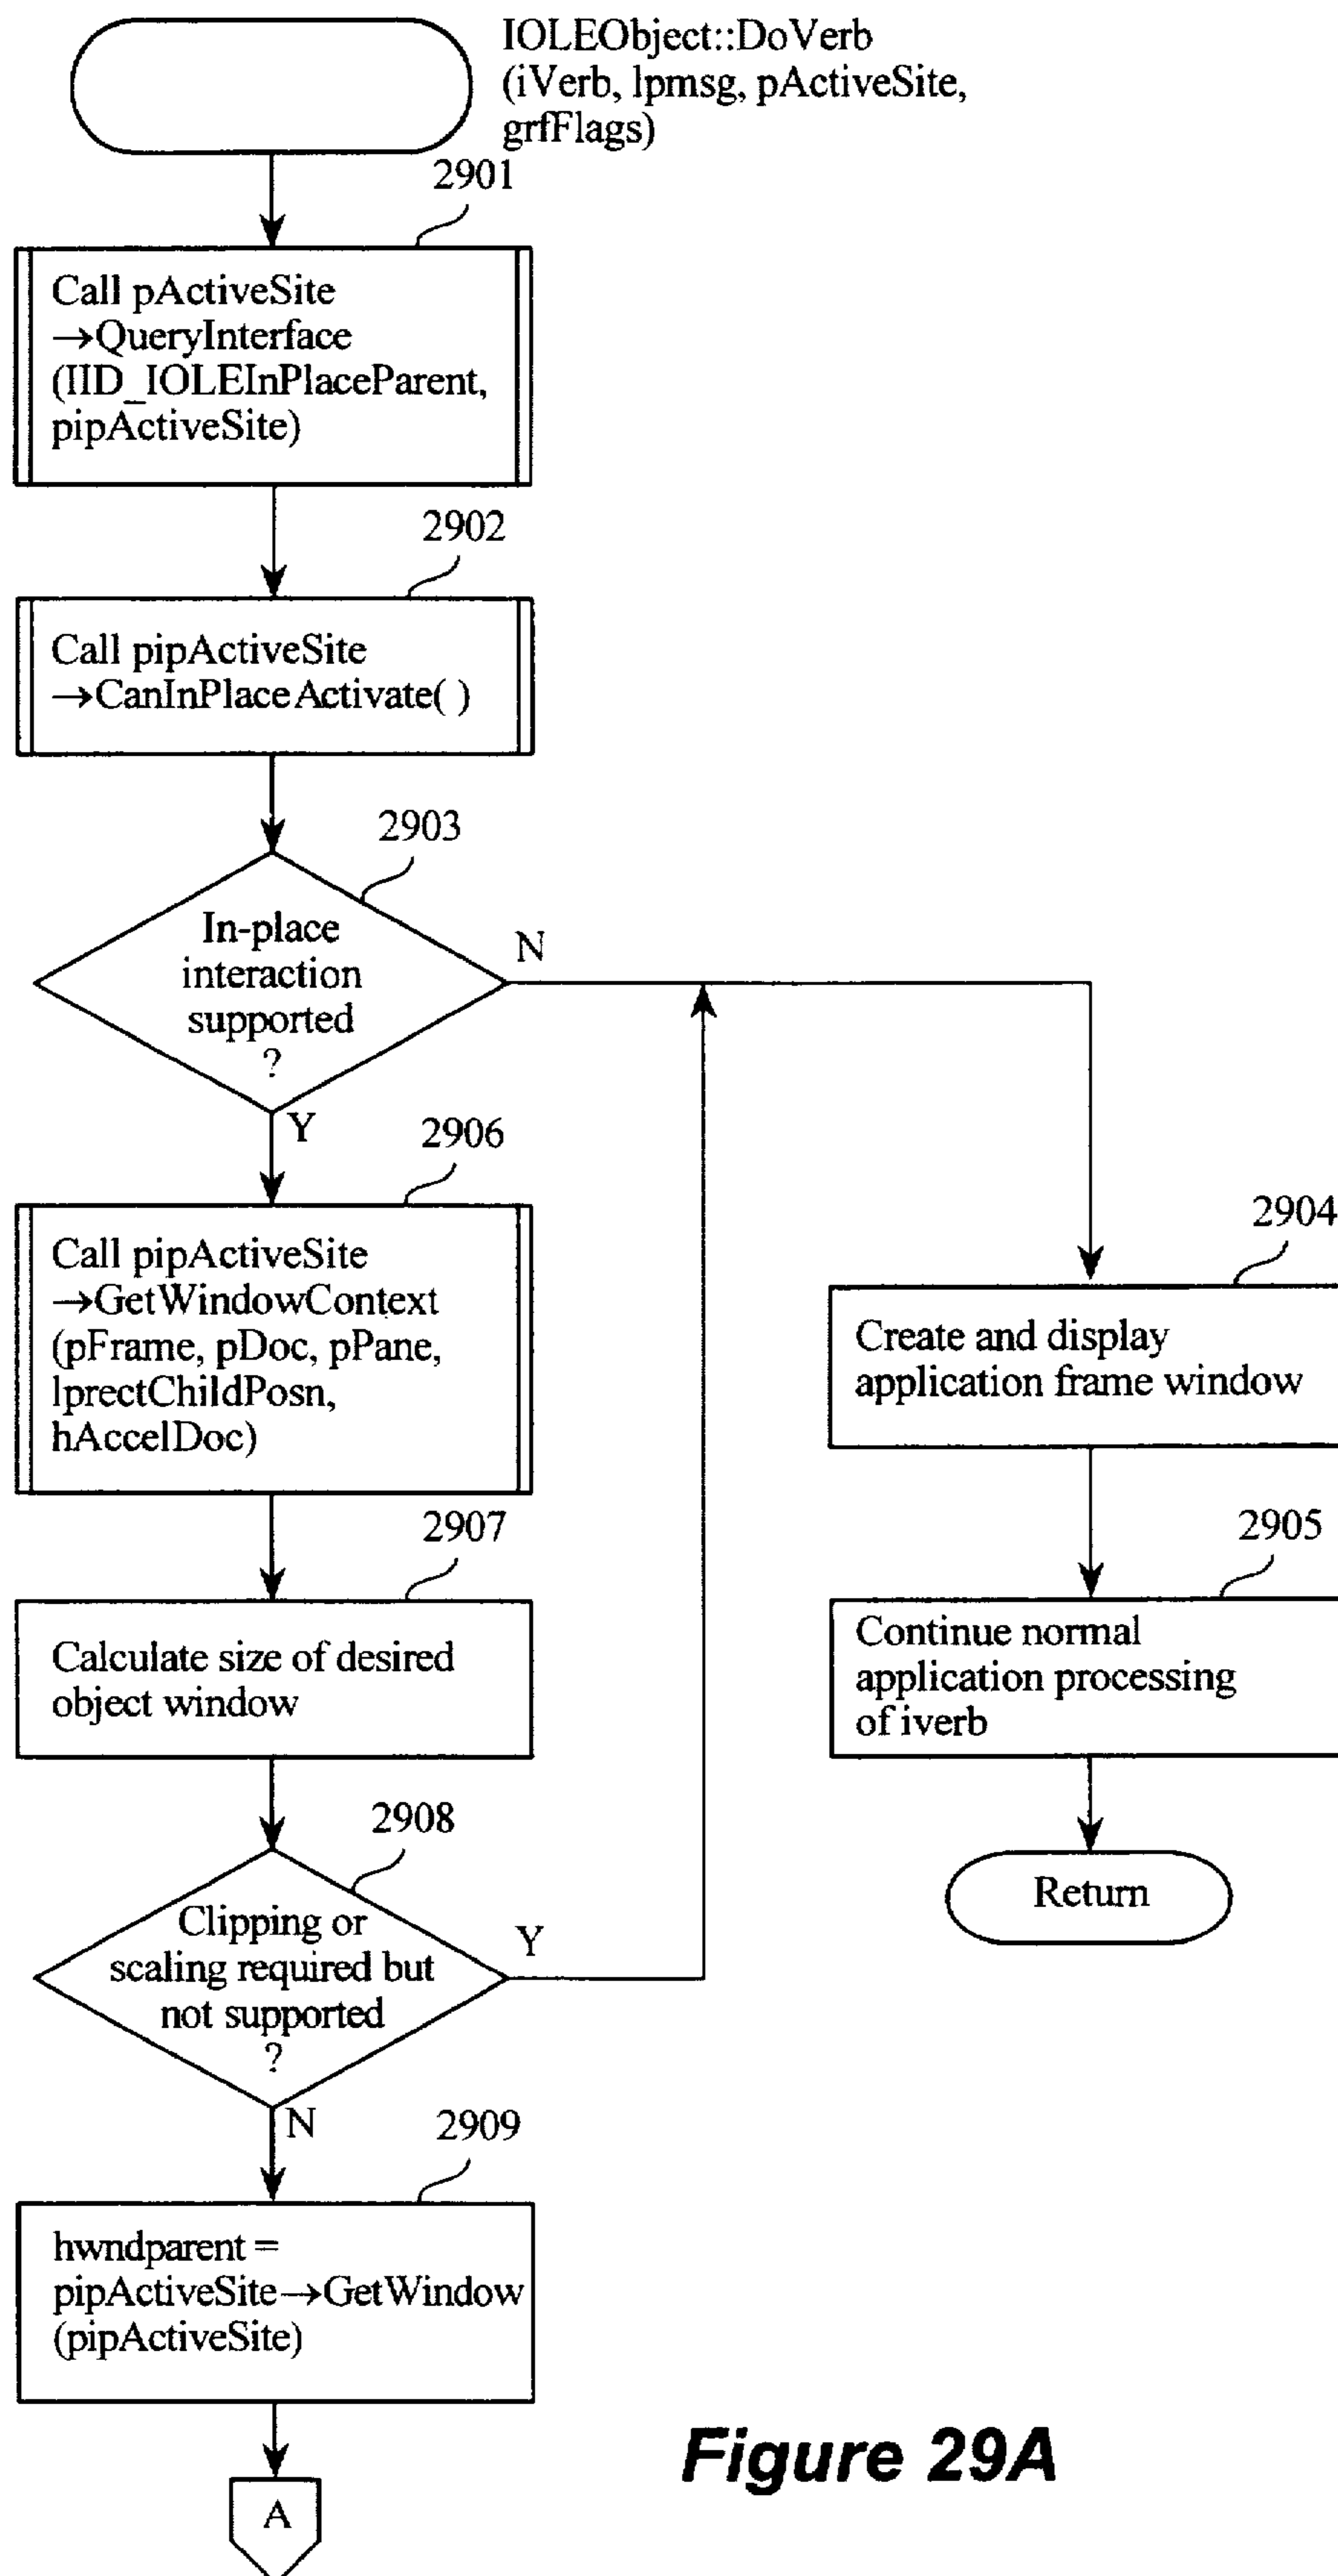 IOLEObject::DoVerb
(iVerb, lpmsg, pActiveSite,
grfFlags)
2901
Call pActiveSite
→QueryInterface
(IID_IOLEInPlaceParent,
pipActiveSite)
2902
Call pipActiveSite
→CanInPlaceActivate( )
2903
In-place
interaction
supported
?
N
Y
2906
Call pipActiveSite
→GetWindowContext
(pFrame, pDoc, pPane,
lprectChildPosn,
hAccelDoc)
2904
Create and display
application frame window
2907
Calculate size of desired
object window
2905
Continue normal
application processing
of iverb
2908
Clipping or
scaling required but
not supported
?
Y
N
Return
2909
hwndparent =
pipActiveSite→GetWindow
(pipActiveSite)
A
Figure 29A